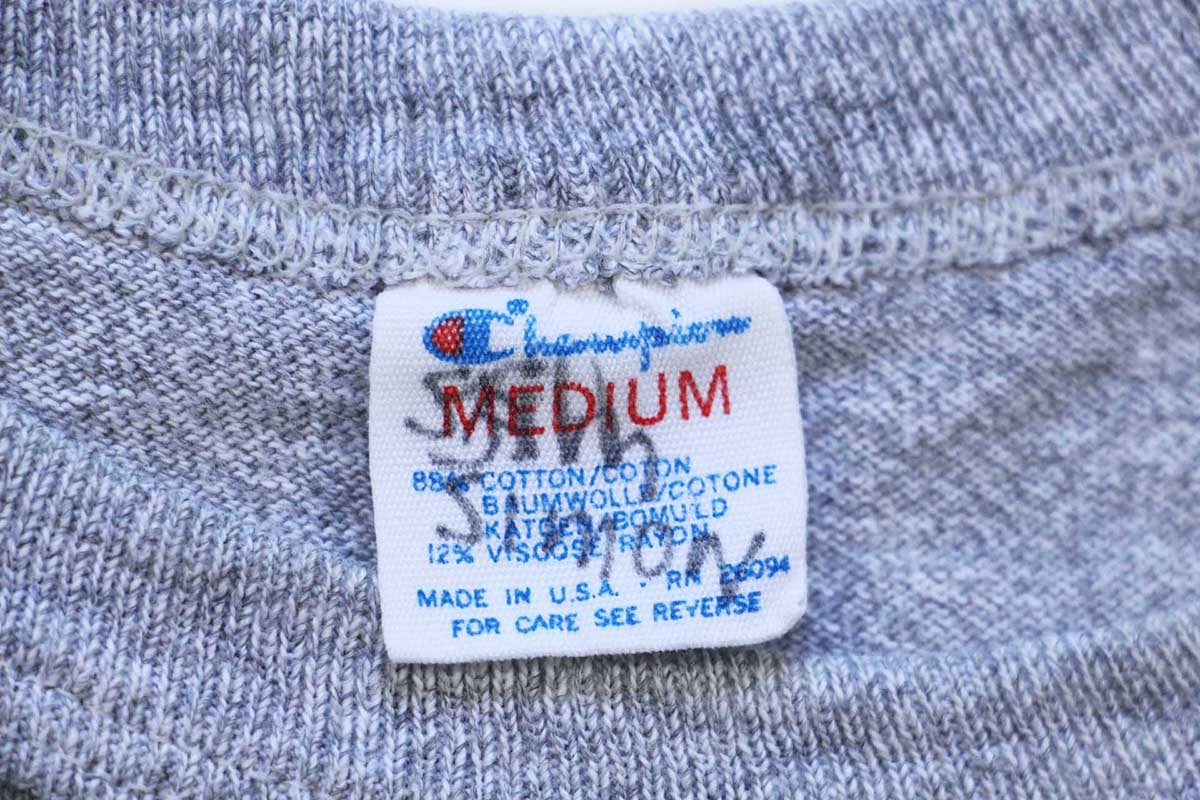 Champion
MEDIUM
88% COTTON/COTON
BAUMWOLLE/COTONE
KATOEN/BOMULD
12% VISCOSE RAYON
Simon
MADE IN U.S.A. · RN 26094
FOR CARE SEE REVERSE